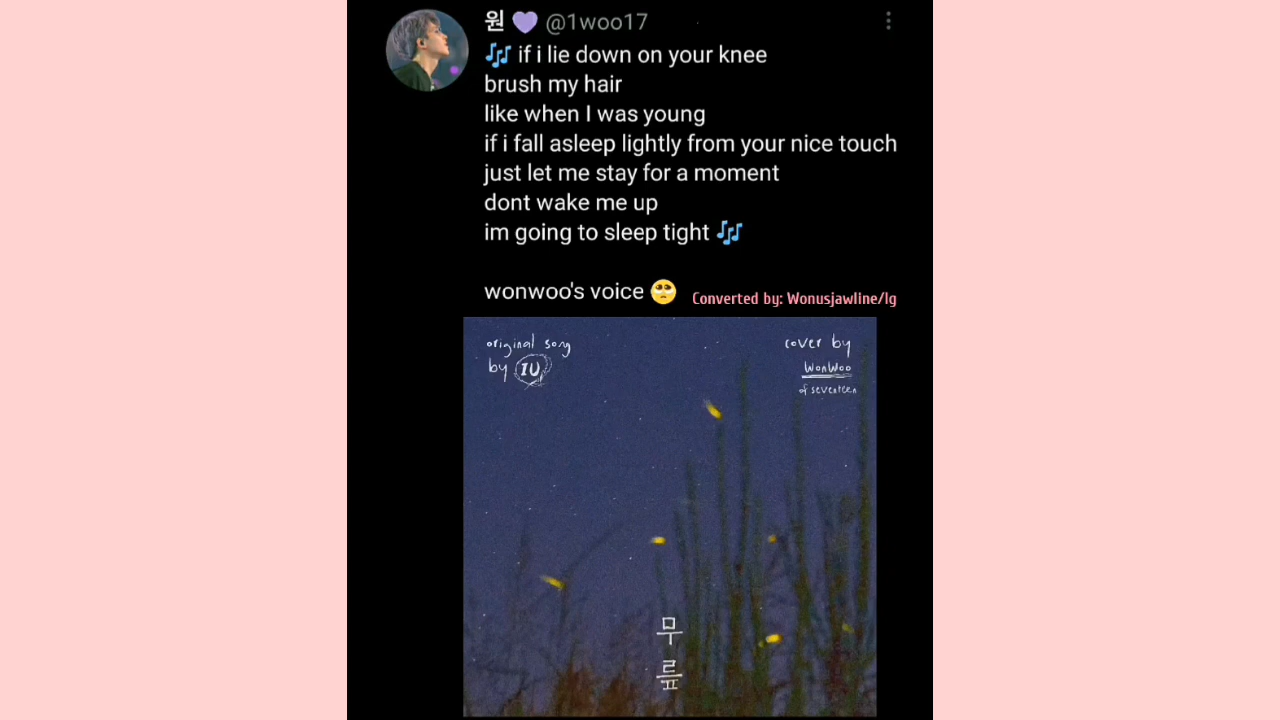 원 💜 @1woo17
🎶 if i lie down on your knee
brush my hair
like when I was young
if i fall asleep lightly from your nice touch
just let me stay for a moment
dont wake me up
im going to sleep tight 🎶
wonwoo's voice 🥺
Converted by: Wonusjawline/Ig
original song
by IU
cover by
WonWoo
of seventeen
무
릎